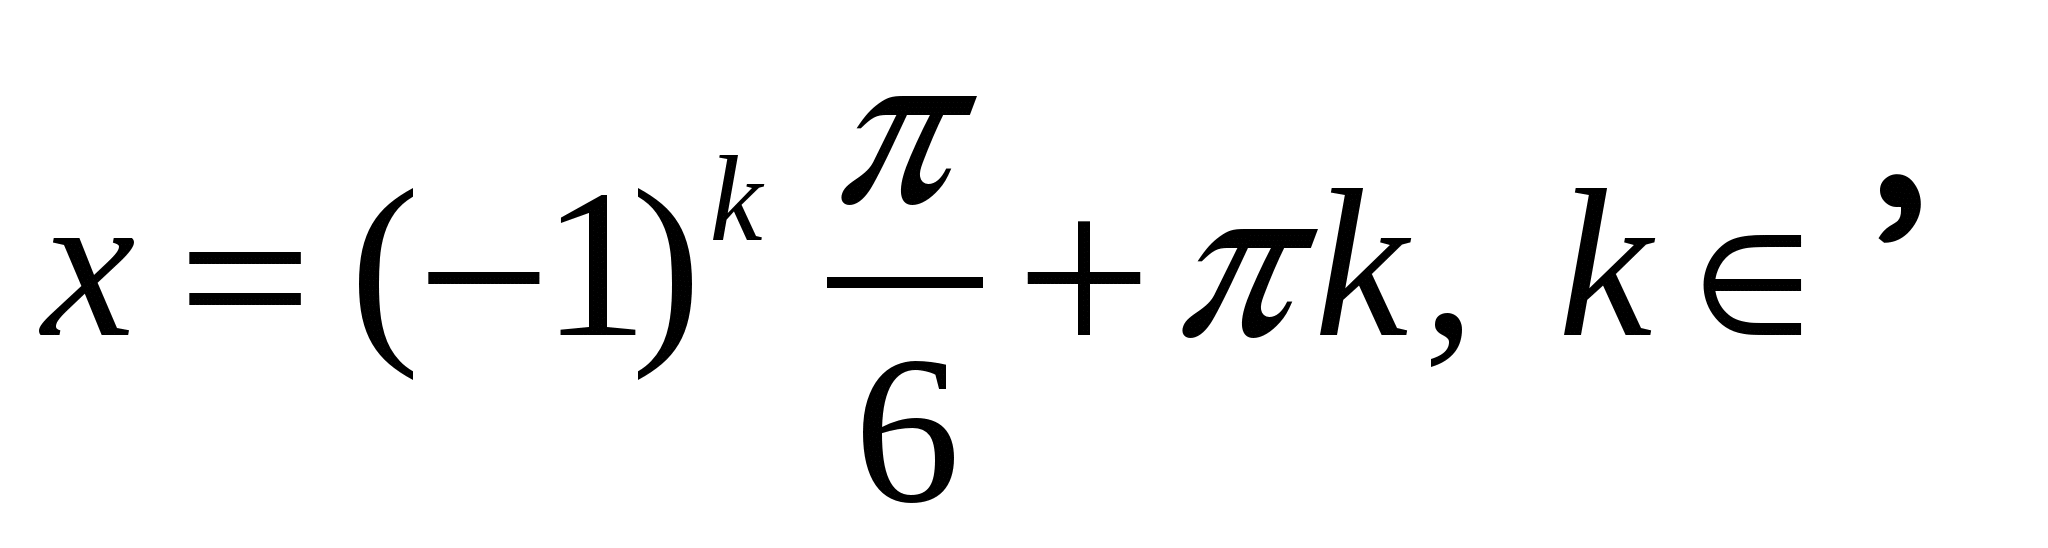 x = (−1)^k π/6 + πk, k ∈ ’